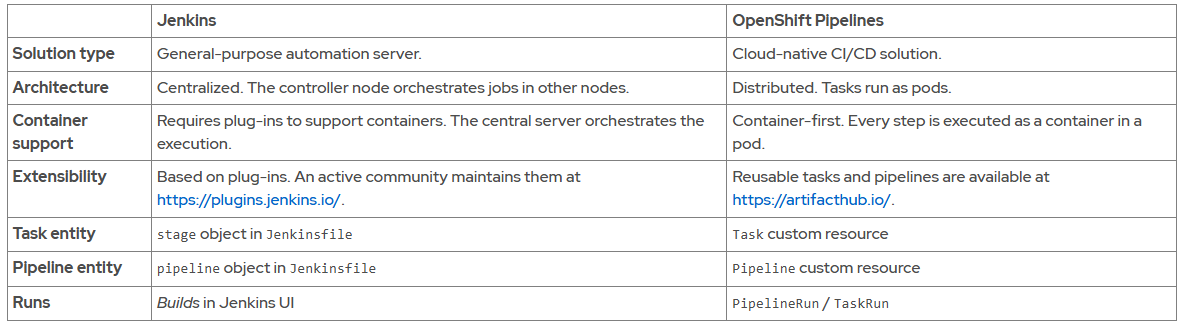 Jenkins OpenShift Pipelines
Solution type General-purpose automation server. Cloud-native CI/CD solution.
Architecture Centralized. The controller node orchestrates jobs in other nodes. Distributed. Tasks run as pods.
Container Requires plug-ins to support containers. The central server orchestrates the Container-first. Every step is executed as a container in a
support execution. pod.
Extensibility Based on plug-ins. An active community maintains them at Reusable tasks and pipelines are available at
https://plugins.jenkins.io/. https://artifacthub.io/.
Task entity stage object in Jenkinsfile Task custom resource
Pipeline entity pipeline object in Jenkinsfile Pipeline custom resource
Runs Builds in Jenkins UI PipelineRun / TaskRun